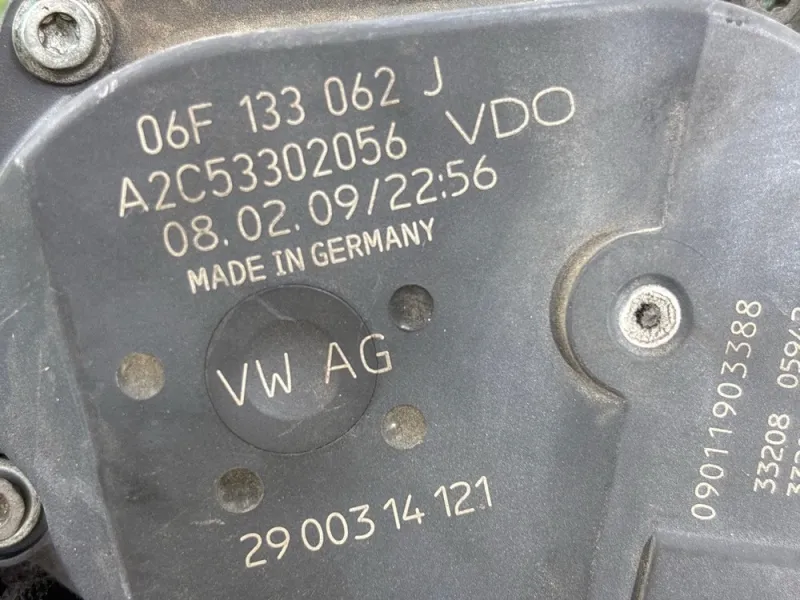 06F 133 062 J
A2C53302056 VDO
08.02.09/22:56
MADE IN GERMANY
VW AG
29 003 14 121
09011903388
33208